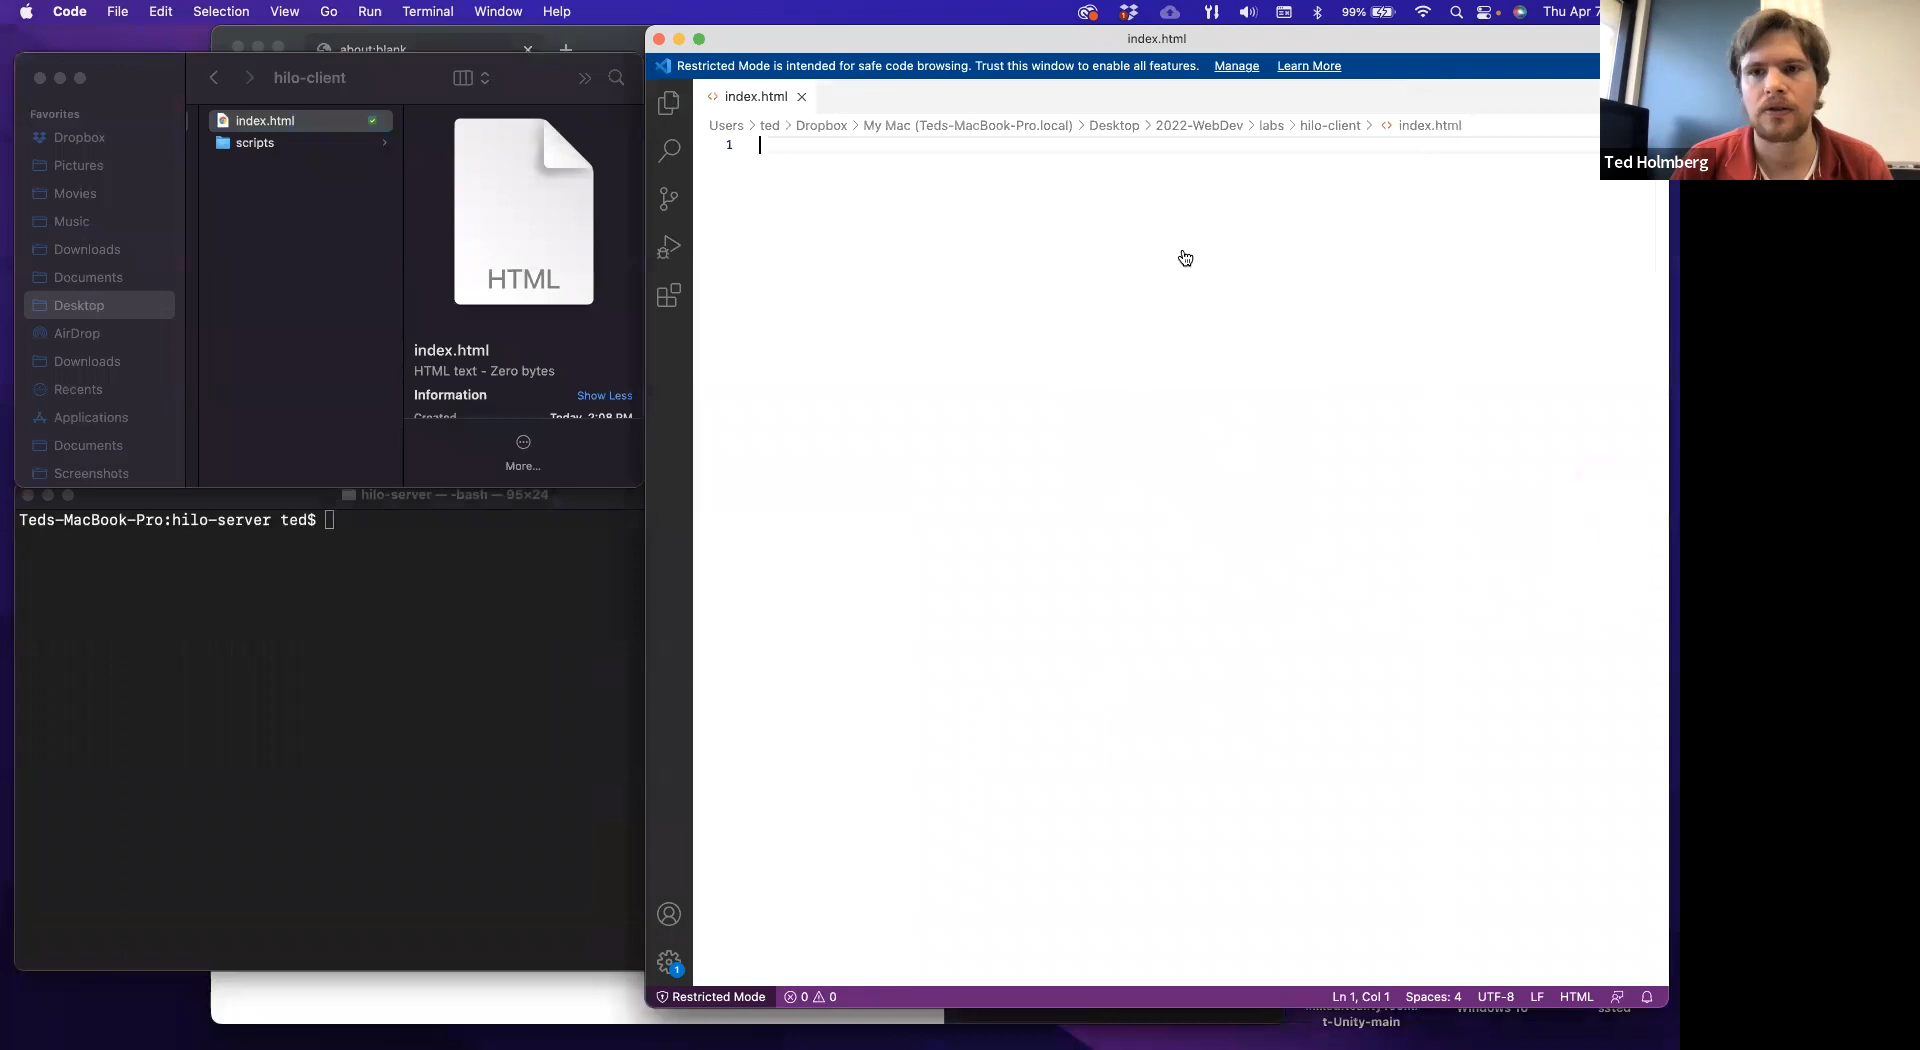 Code File Edit Selection View Go Run Terminal Window Help
99% Thu Apr 7
about:blank
index.html
hilo-client
Restricted Mode is intended for safe code browsing. Trust this window to enable all features. Manage Learn More
index.html
Users > ted > Dropbox > My Mac (Teds-MacBook-Pro.local) > Desktop > 2022-WebDev > labs > hilo-client > index.html
1
Ted Holmberg
Favorites
Dropbox
Pictures
Movies
Music
Downloads
Documents
Desktop
AirDrop
Downloads
Recents
Applications
Documents
Screenshots
index.html
scripts
HTML
index.html
HTML text - Zero bytes
Information Show Less
Created Today, 2:08 PM
More...
hilo-server — -bash — 95×24
Teds-MacBook-Pro:hilo-server ted$
1
Restricted Mode 0 0 Ln 1, Col 1 Spaces: 4 UTF-8 LF HTML
t-Unity-main